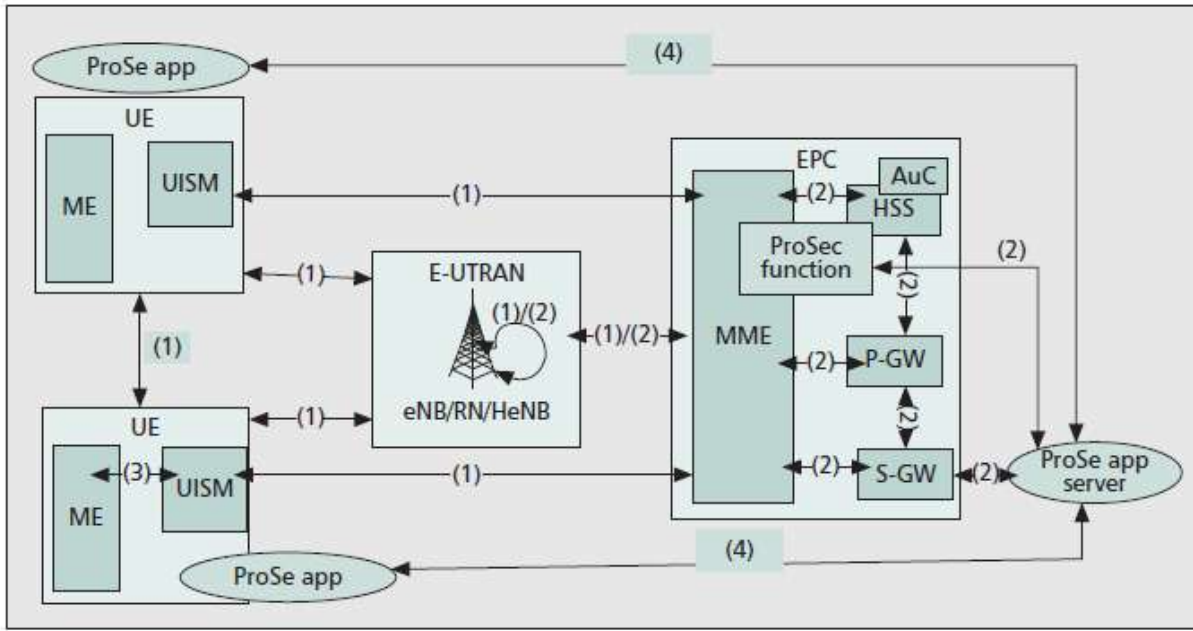 (4)
ProSe app
UE
ME
UISM
(1)
(1)
(1)
E-UTRAN
(1)/(2)
eNB/RN/HeNB
(1)/(2)
EPC
MME
(2)
AuC
HSS
ProSec
function
(2)
(2)
(2)
P-GW
(2)
(2)
S-GW
(2)
ProSe app
server
UE
ME
(3)
UISM
(1)
(1)
ProSe app
(4)